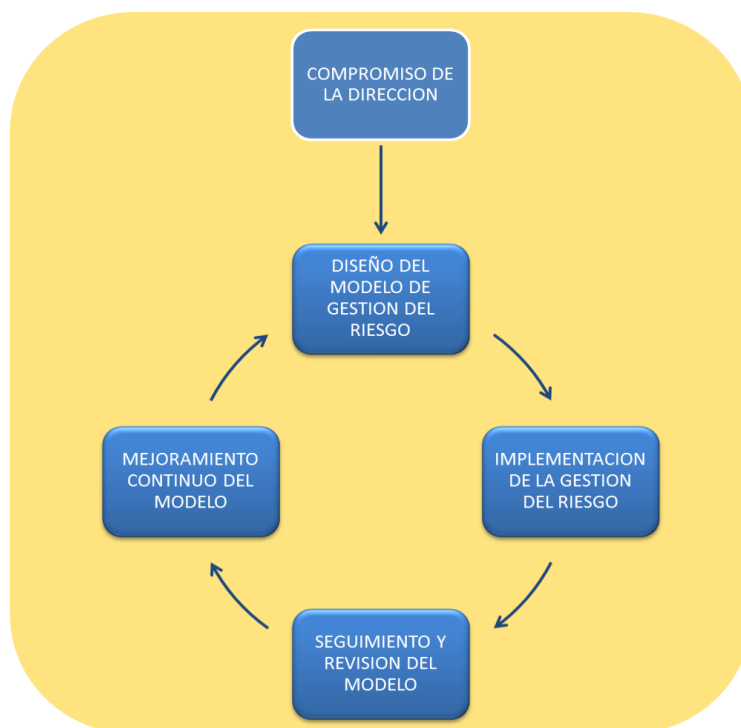 COMPROMISO DE
LA DIRECCION
DISEÑO DEL
MODELO DE
GESTION DEL
RIESGO
MEJORAMIENTO
CONTINUO DEL
MODELO
IMPLEMENTACION
DE LA GESTION
DEL RIESGO
SEGUIMIENTO Y
REVISION DEL
MODELO